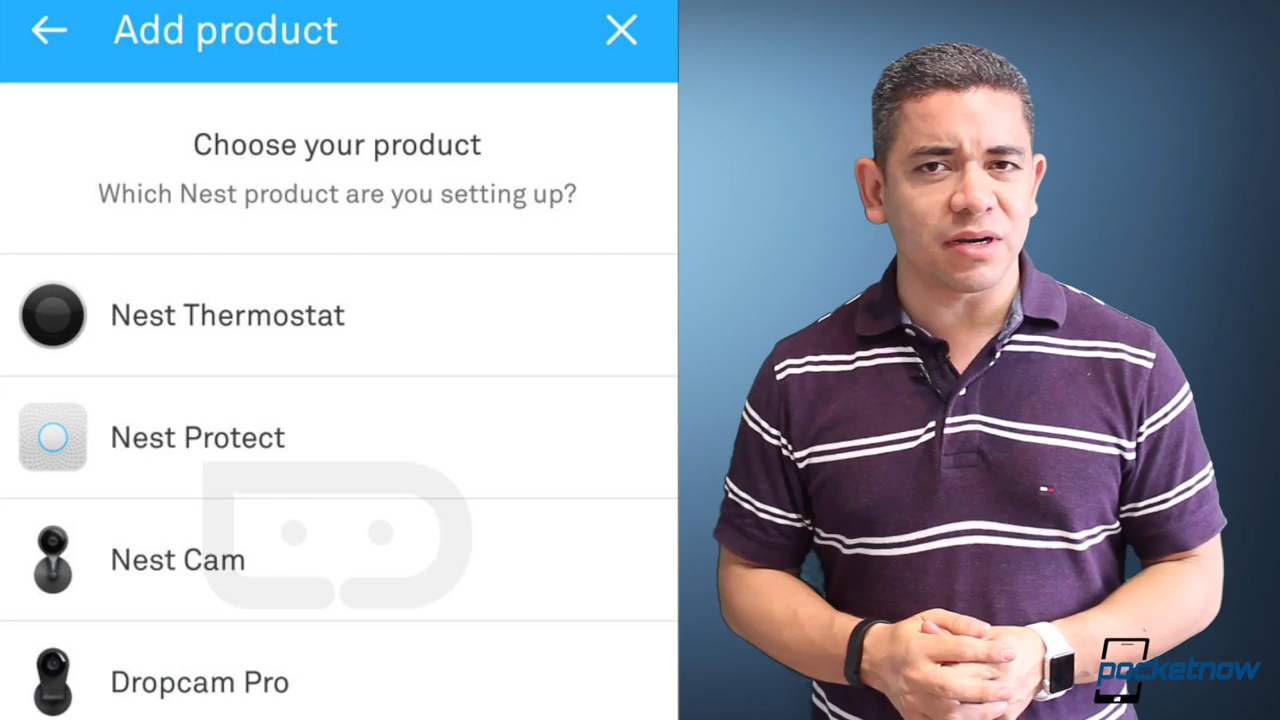 Add product
Choose your product
Which Nest product are you setting up?
Nest Thermostat
Nest Protect
Nest Cam
Dropcam Pro
pocketnow